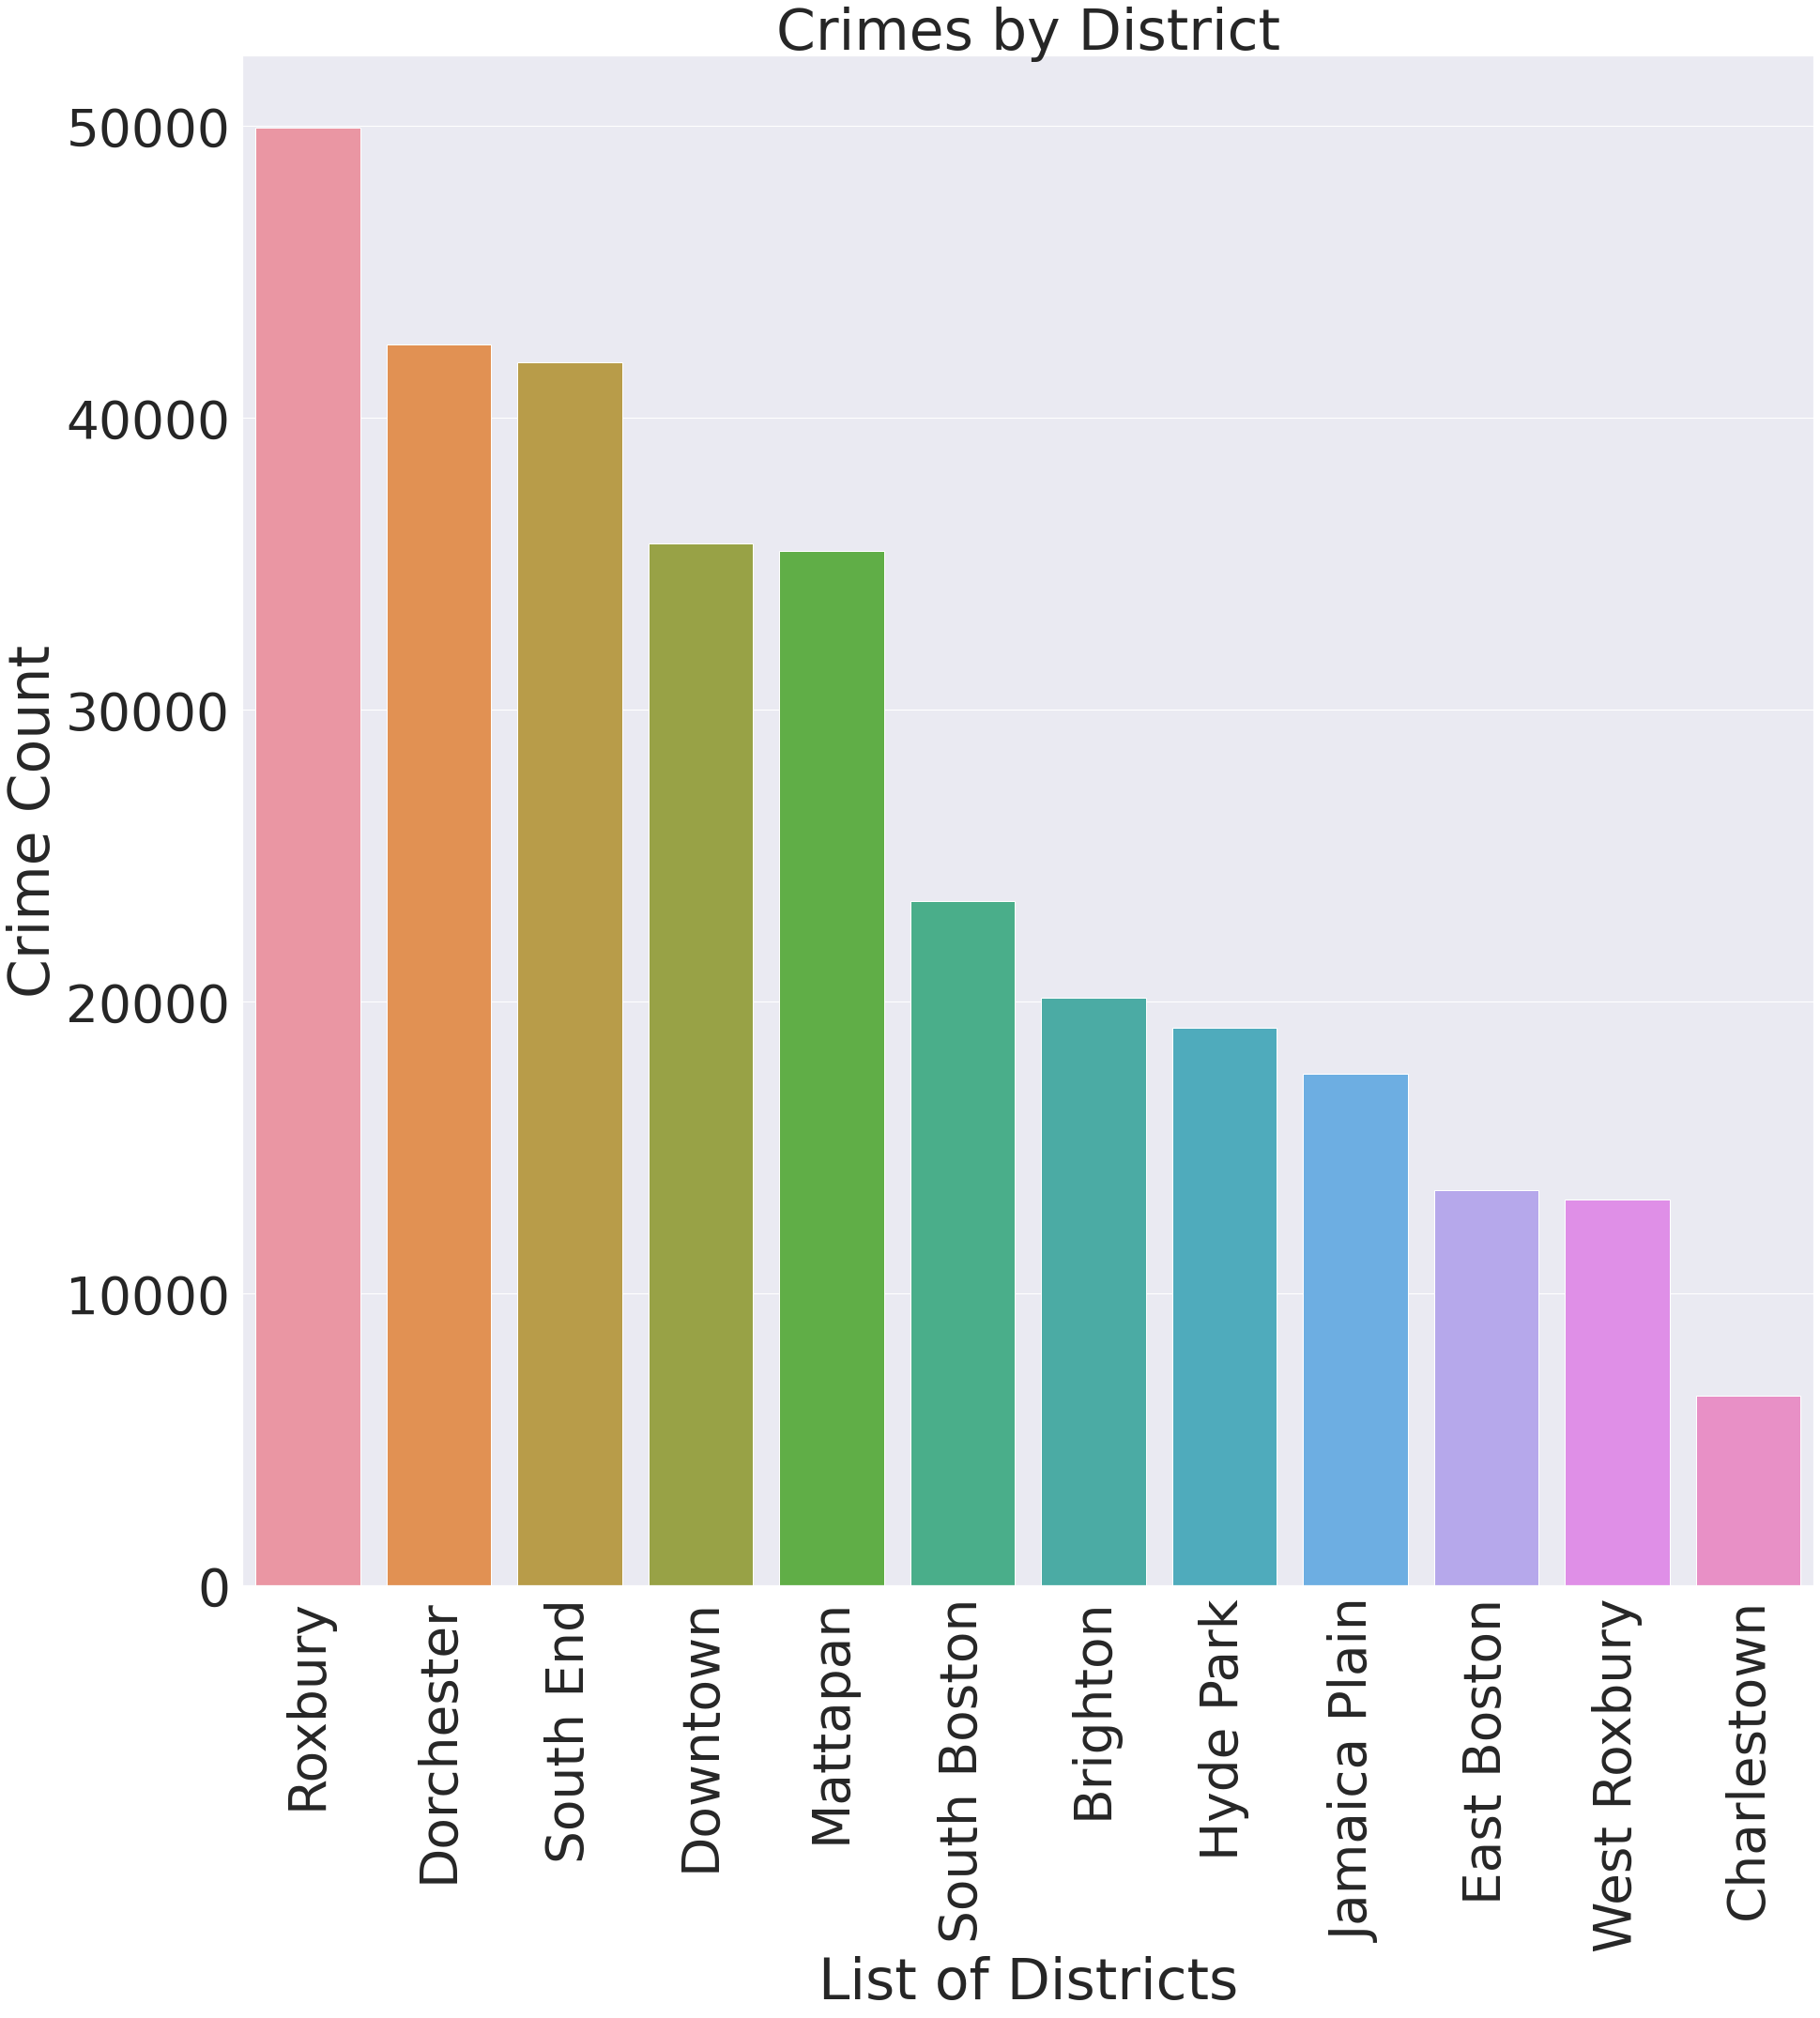 Crimes by District
Crime Count
50000
40000
30000
20000
10000
0
Roxbury
Dorchester
South End
Downtown
Mattapan
South Boston
Brighton
Hyde Park
Jamaica Plain
East Boston
West Roxbury
Charlestown
List of Districts